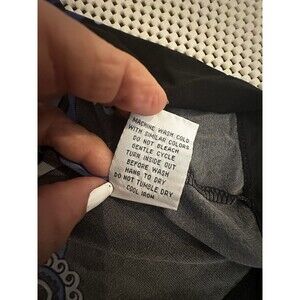 MACHINE WASH COLD
WITH SIMILAR COLORS
DO NOT BLEACH
GENTLE CYCLE
TURN INSIDE OUT
BEFORE WASH
HANG TO DRY
DO NOT TUMBLE DRY
COOL IRON